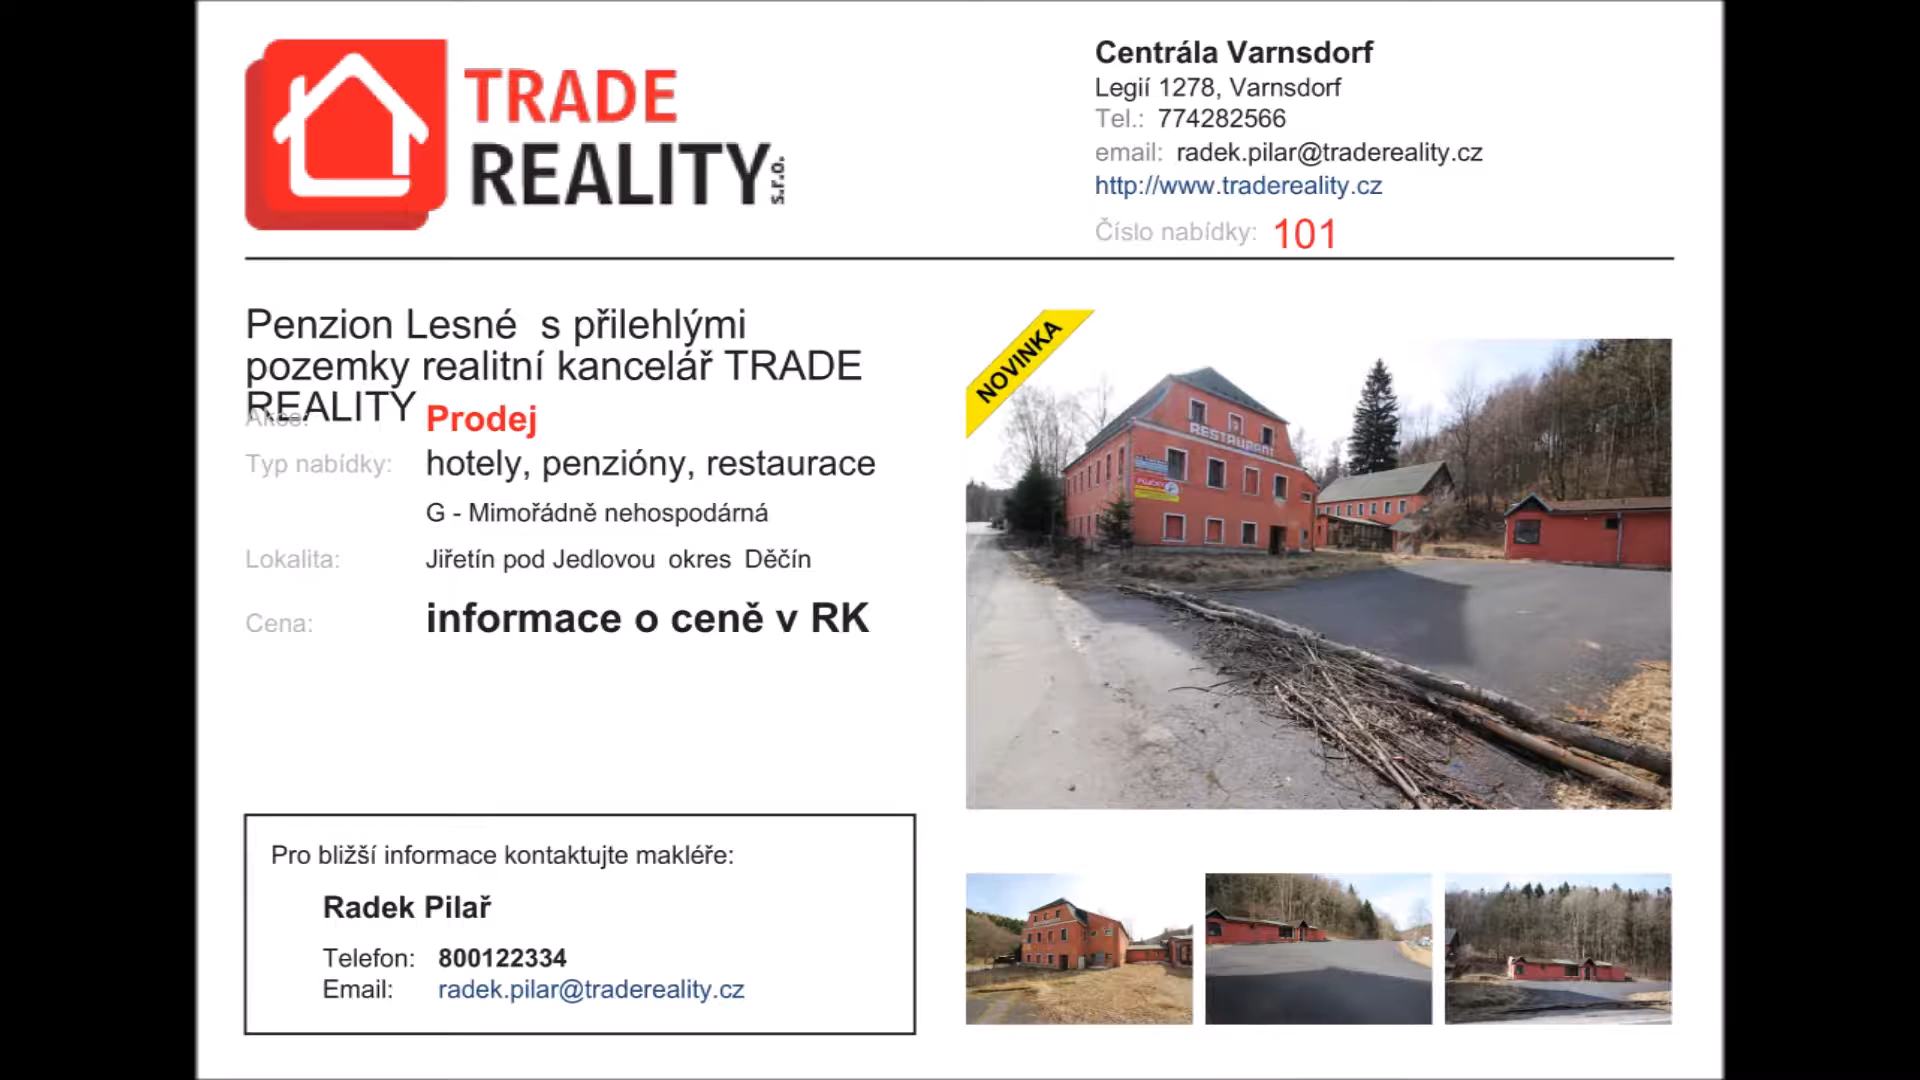 TRADE
REALITY s.r.o.
Centrála Varnsdorf
Legií 1278, Varnsdorf
Tel.: 774282566
email: radek.pilar@tradereality.cz
http://www.tradereality.cz
Číslo nabídky: 101
Penzion Lesné s přilehlými
pozemky realitní kancelář TRADE
REALITY
Akce: Prodej
Typ nabídky: hotely, penzióny, restaurace
G - Mimořádně nehospodárná
Lokalita: Jiřetín pod Jedlovou okres Děčín
Cena: informace o ceně v RK
NOVINKA
RESTAURANT
Pro bližší informace kontaktujte makléře:
Radek Pilař
Telefon: 800122334
Email: radek.pilar@tradereality.cz